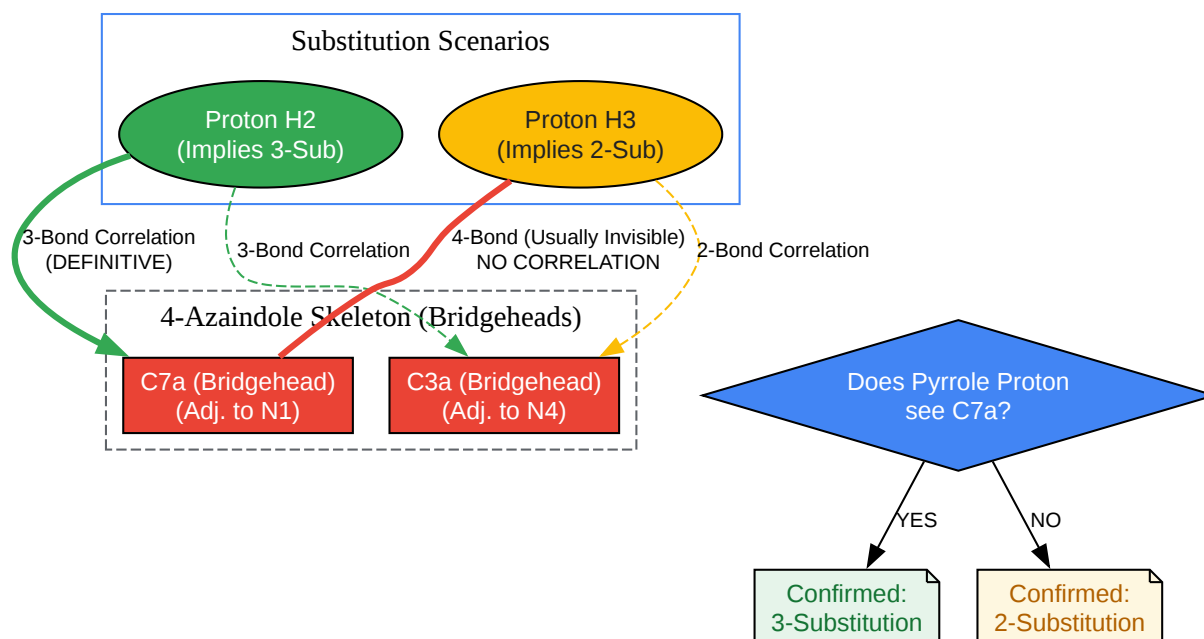 Substitution Scenarios
Proton H2
(Implies 3-Sub)
Proton H3
(Implies 2-Sub)
3-Bond Correlation
(DEFINITIVE)
3-Bond Correlation
4-Bond (Usually Invisible)
NO CORRELATION
2-Bond Correlation
4-Azaindole Skeleton (Bridgeheads)
C7a (Bridgehead)
(Adj. to N1)
C3a (Bridgehead)
(Adj. to N4)
Does Pyrrole Proton
see C7a?
YES
NO
Confirmed:
3-Substitution
Confirmed:
2-Substitution